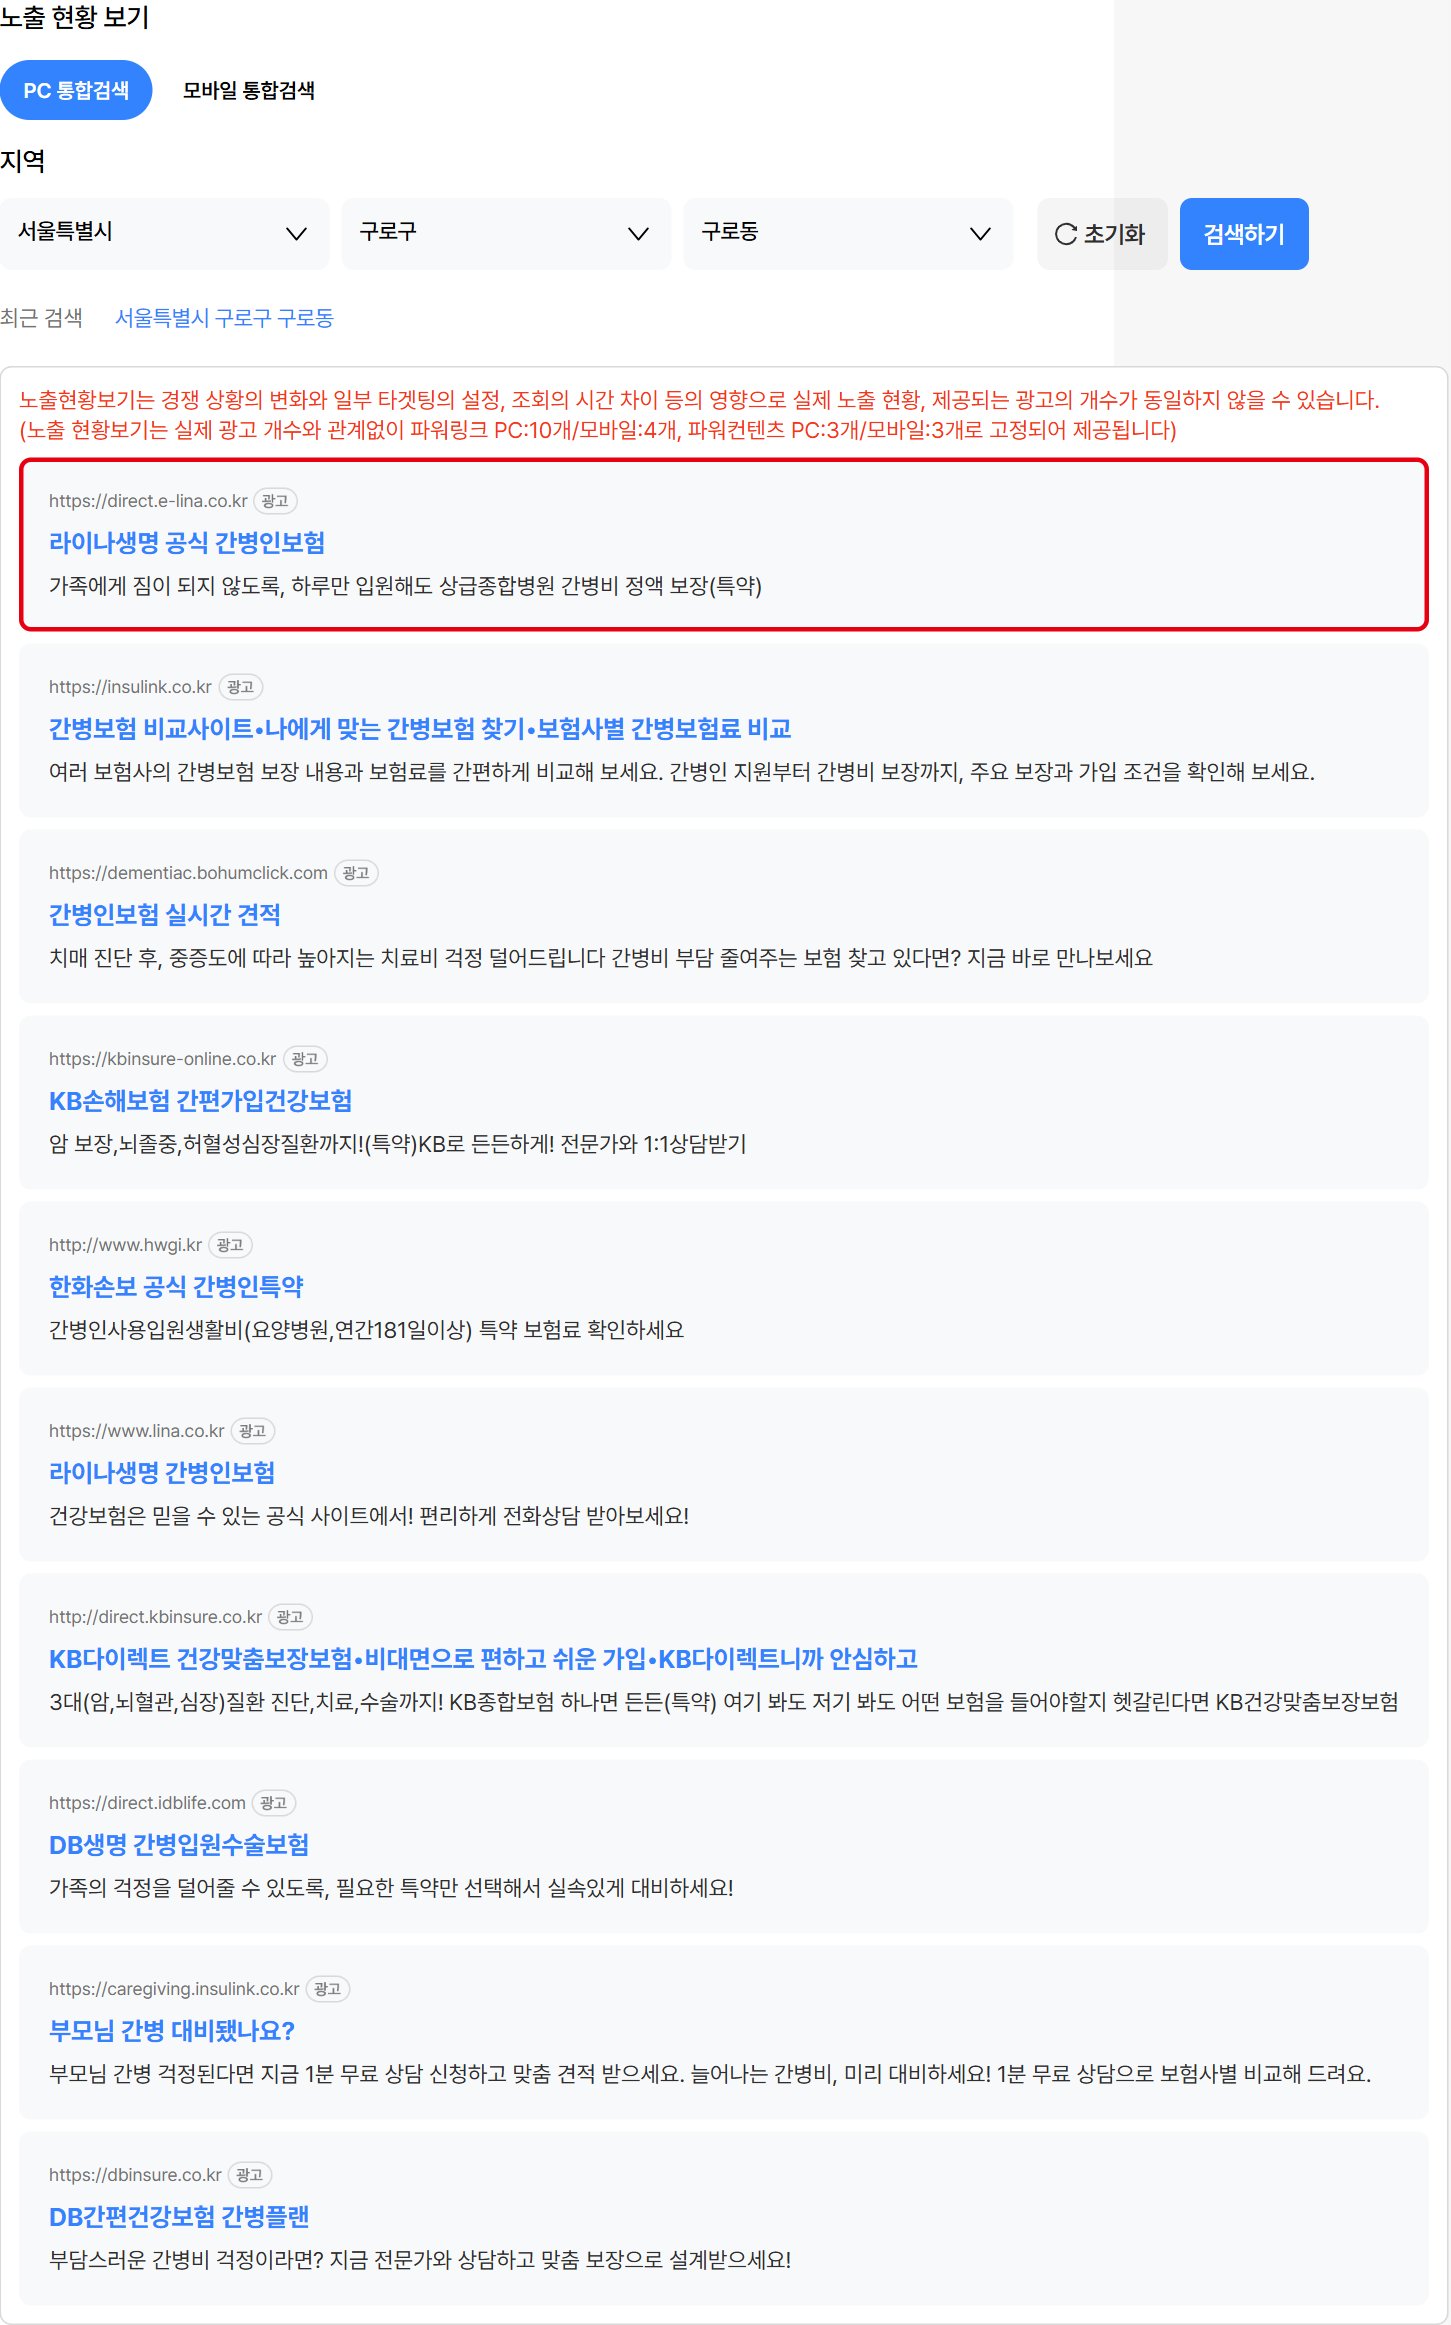 노출 현황 보기
PC 통합검색 모바일 통합검색
지역
서울특별시 구로구 구로동 초기화 검색하기
최근 검색 서울특별시 구로구 구로동
노출현황보기는 경쟁 상황의 변화와 일부 타겟팅의 설정, 조회의 시간 차이 등의 영향으로 실제 노출 현황, 제공되는 광고의 개수가 동일하지 않을 수 있습니다.
(노출 현황보기는 실제 광고 개수와 관계없이 파워링크 PC:10개/모바일:4개, 파워컨텐츠 PC:3개/모바일:3개로 고정되어 제공됩니다)
https://direct.e-lina.co.kr 광고
라이나생명 공식 간병인보험
가족에게 짐이 되지 않도록, 하루만 입원해도 상급종합병원 간병비 정액 보장(특약)
https://insulink.co.kr 광고
간병보험 비교사이트•나에게 맞는 간병보험 찾기•보험사별 간병보험료 비교
여러 보험사의 간병보험 보장 내용과 보험료를 간편하게 비교해 보세요. 간병인 지원부터 간병비 보장까지, 주요 보장과 가입 조건을 확인해 보세요.
https://dementiac.bohumclick.com 광고
간병인보험 실시간 견적
치매 진단 후, 중증도에 따라 높아지는 치료비 걱정 덜어드립니다 간병비 부담 줄여주는 보험 찾고 있다면? 지금 바로 만나보세요
https://kbinsure-online.co.kr 광고
KB손해보험 간편가입건강보험
암 보장,뇌졸중,허혈성심장질환까지!(특약)KB로 든든하게! 전문가와 1:1상담받기
http://www.hwgi.kr 광고
한화손보 공식 간병인특약
간병인사용입원생활비(요양병원,연간181일이상) 특약 보험료 확인하세요
https://www.lina.co.kr 광고
라이나생명 간병인보험
건강보험은 믿을 수 있는 공식 사이트에서! 편리하게 전화상담 받아보세요!
http://direct.kbinsure.co.kr 광고
KB다이렉트 건강맞춤보장보험•비대면으로 편하고 쉬운 가입•KB다이렉트니까 안심하고
3대(암,뇌혈관,심장)질환 진단,치료,수술까지! KB종합보험 하나면 든든(특약) 여기 봐도 저기 봐도 어떤 보험을 들어야할지 헷갈린다면 KB건강맞춤보장보험
https://direct.idblife.com 광고
DB생명 간병입원수술보험
가족의 걱정을 덜어줄 수 있도록, 필요한 특약만 선택해서 실속있게 대비하세요!
https://caregiving.insulink.co.kr 광고
부모님 간병 대비됐나요?
부모님 간병 걱정된다면 지금 1분 무료 상담 신청하고 맞춤 견적 받으세요. 늘어나는 간병비, 미리 대비하세요! 1분 무료 상담으로 보험사별 비교해 드려요.
https://dbinsure.co.kr 광고
DB간편건강보험 간병플랜
부담스러운 간병비 걱정이라면? 지금 전문가와 상담하고 맞춤 보장으로 설계받으세요!